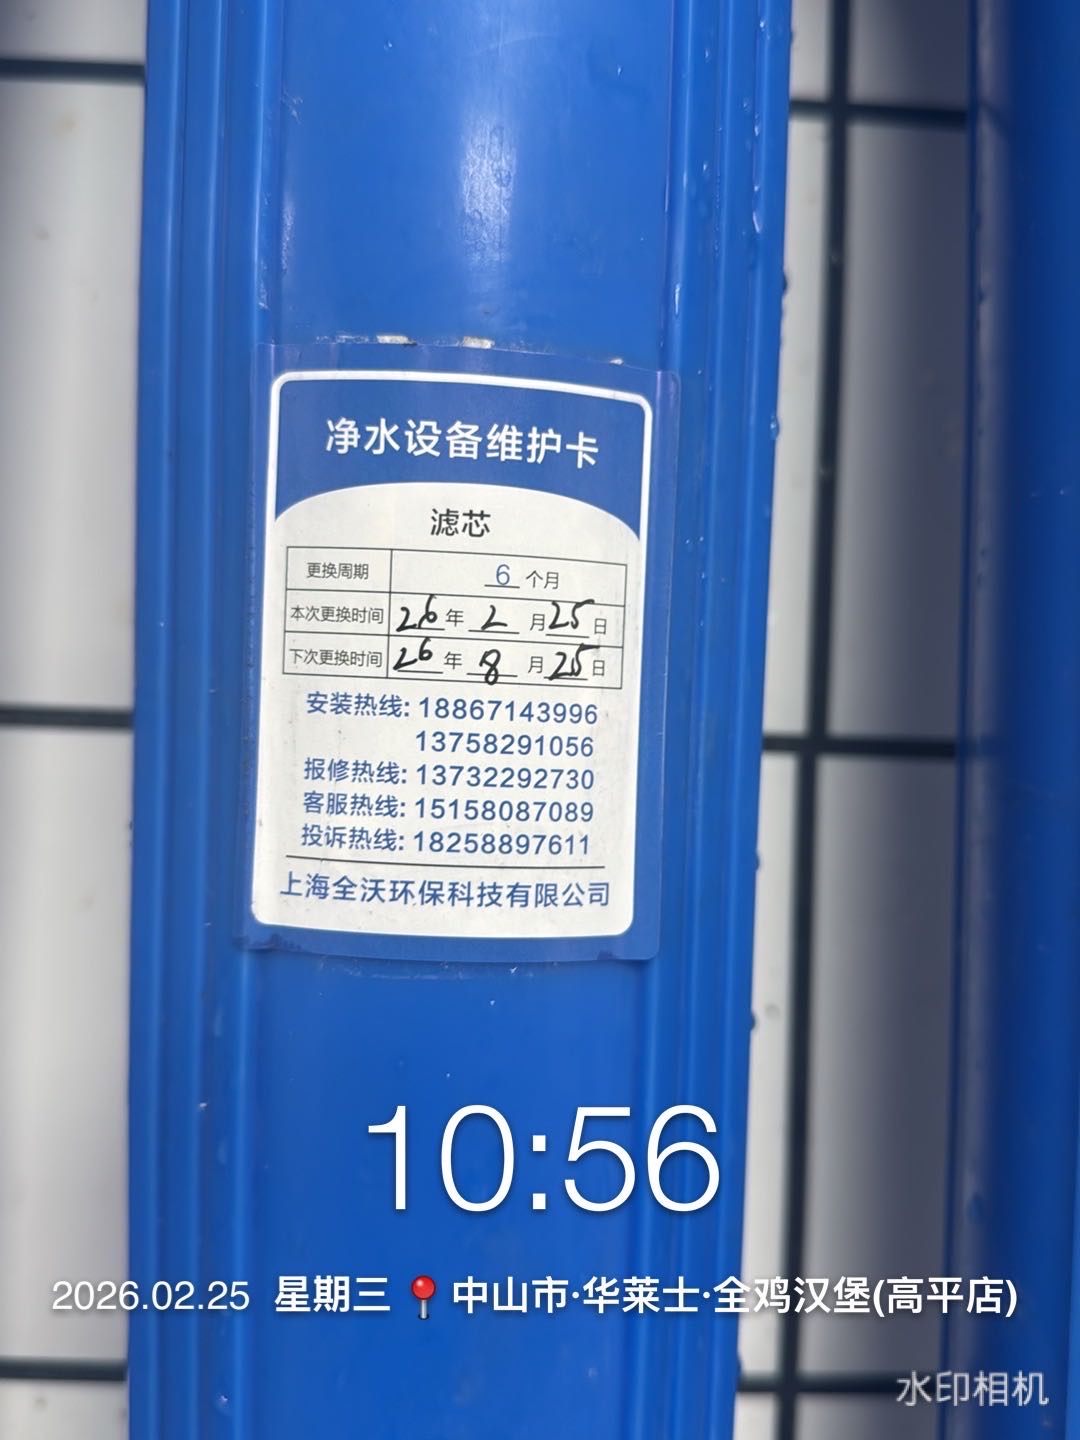 净水设备维护卡
滤芯
更换周期 6 个月
本次更换时间 26 年 2 月 25 日
下次更换时间 26 年 8 月 25 日
安装热线: 18867143996
13758291056
报修热线: 13732292730
客服热线: 15158087089
投诉热线: 18258897611
上海全沃环保科技有限公司
10:56
2026.02.25 星期三 中山市·华莱士·全鸡汉堡(高平店)
水印相机